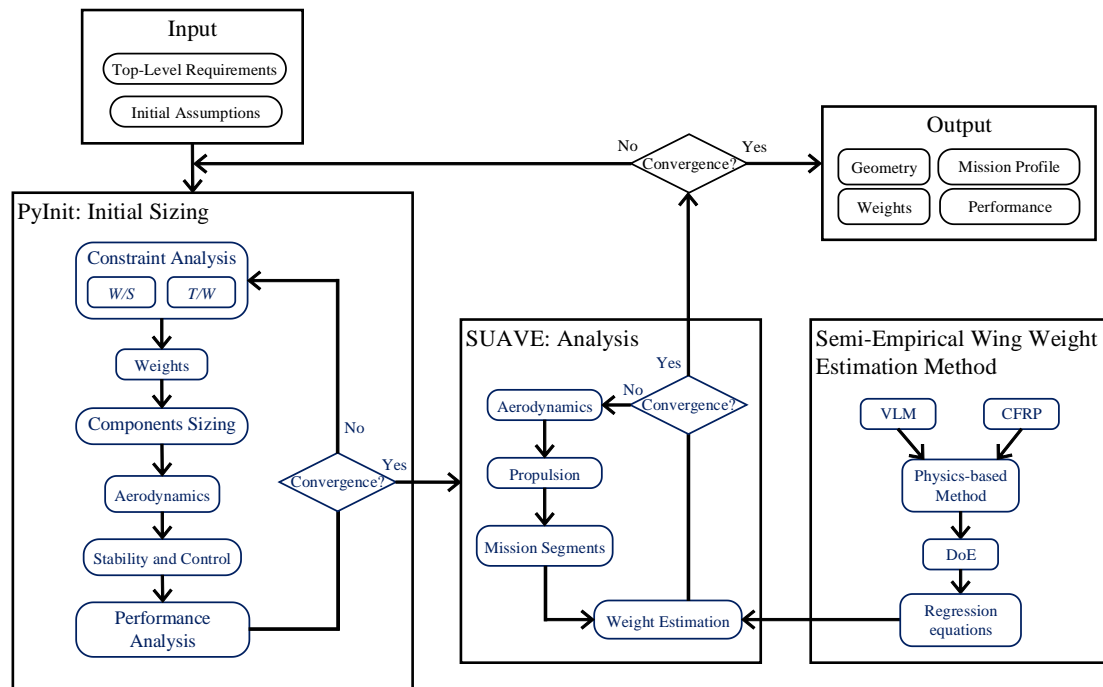 Input
Top-Level Requirements
Initial Assumptions
No
Convergence?
Yes
Output
Geometry
Mission Profile
Weights
Performance
PyInit: Initial Sizing
Constraint Analysis
W/S
T/W
Weights
Components Sizing
Aerodynamics
Stability and Control
Performance
Analysis
No
Convergence?
Yes
SUAVE: Analysis
Yes
No
Convergence?
Aerodynamics
Propulsion
Mission Segments
Weight Estimation
Semi-Empirical Wing Weight
Estimation Method
VLM
CFRP
Physics-based
Method
DoE
Regression
equations